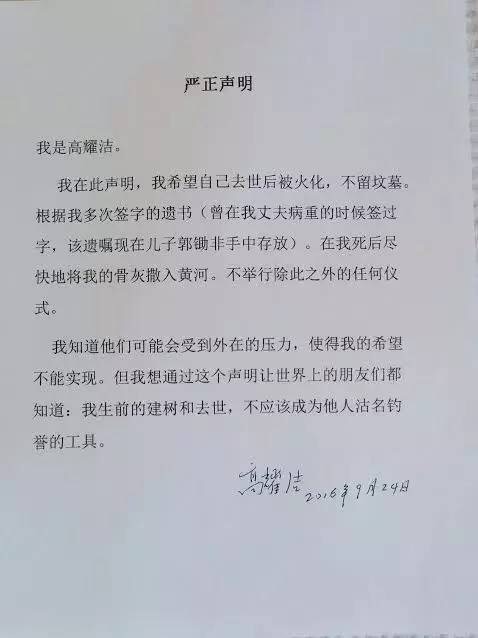 严正声明
我是高耀洁。
我在此声明，我希望自己去世后被火化，不留坟墓。
根据我多次签字的遗书（曾在我丈夫病重的时候签过
字，该遗嘱现在儿子郭锄非手中存放）。在我死后尽
快地将我的骨灰撒入黄河。不举行除此之外的任何仪
式。
我知道他们可能会受到外在的压力，使得我的希望
不能实现。但我想通过这个声明让世界上的朋友们都
知道：我生前的建树和去世，不应该成为他人沽名钓
誉的工具。
高耀洁 2016年9月24日